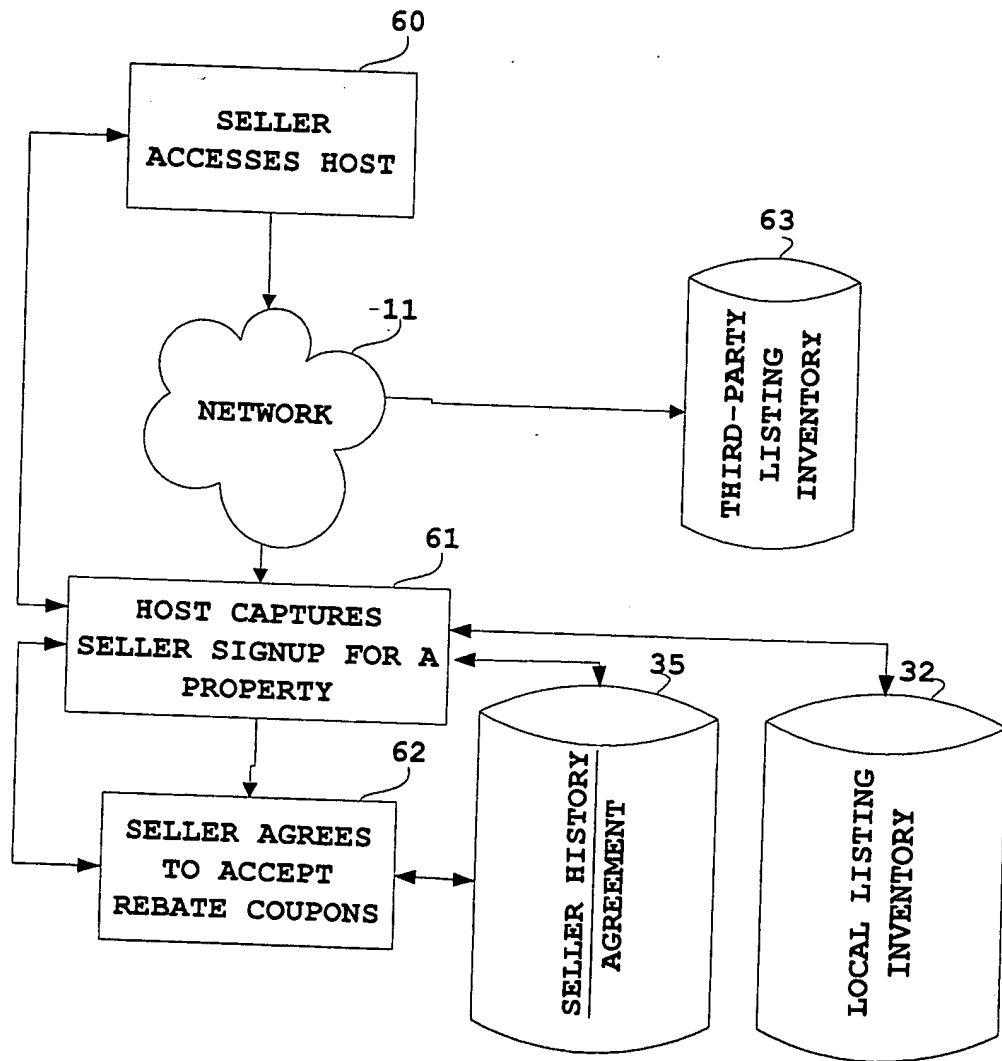 60
SELLER
ACCESSES HOST
63
-11
NETWORK
THIRD-PARTY
LISTING
INVENTORY
61
HOST CAPTURES
SELLER SIGNUP FOR A
PROPERTY
35
32
62
SELLER AGREES
TO ACCEPT
REBATE COUPONS
SELLER HISTORY
AGREEMENT
LOCAL LISTING
INVENTORY